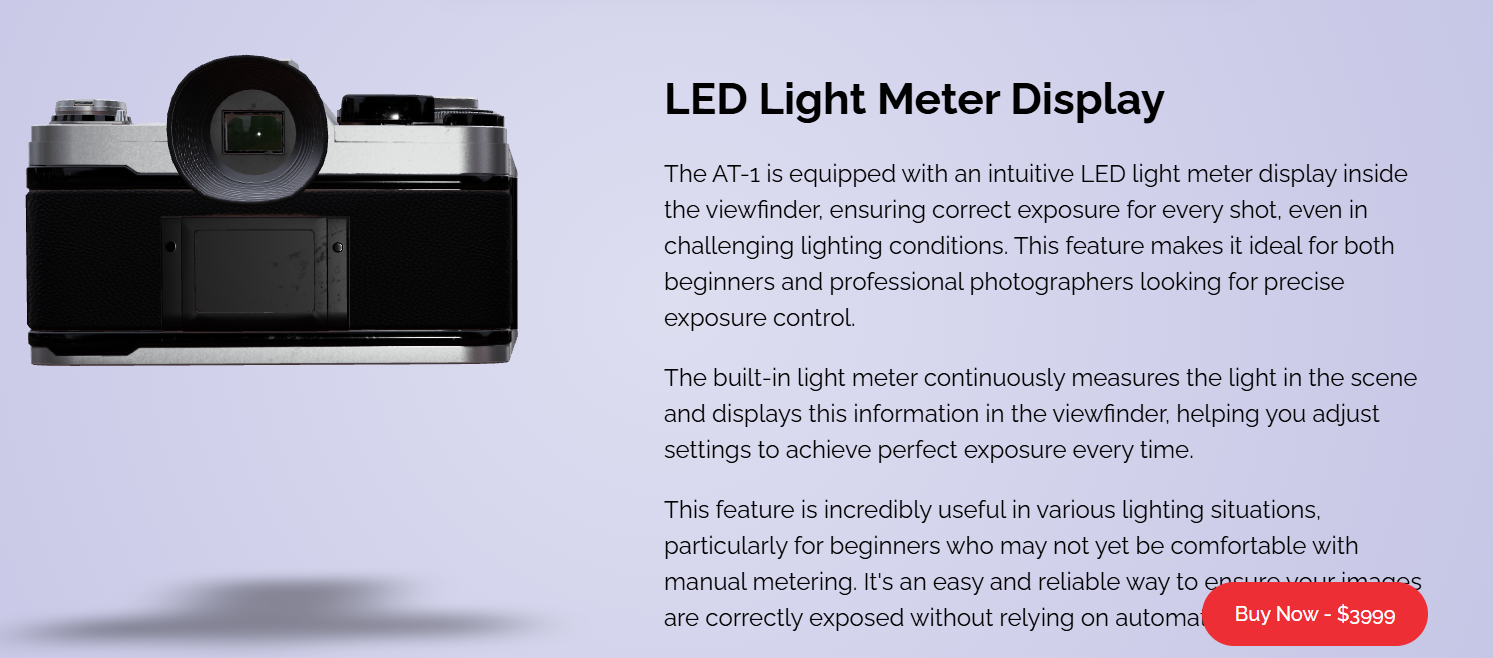 LED Light Meter Display
The AT-1 is equipped with an intuitive LED light meter display inside
the viewfinder, ensuring correct exposure for every shot, even in
challenging lighting conditions. This feature makes it ideal for both
beginners and professional photographers looking for precise
exposure control.
The built-in light meter continuously measures the light in the scene
and displays this information in the viewfinder, helping you adjust
settings to achieve perfect exposure every time.
This feature is incredibly useful in various lighting situations,
particularly for beginners who may not yet be comfortable with
manual metering. It's an easy and reliable way to ensure your images
are correctly exposed without relying on
Buy Now - $3999